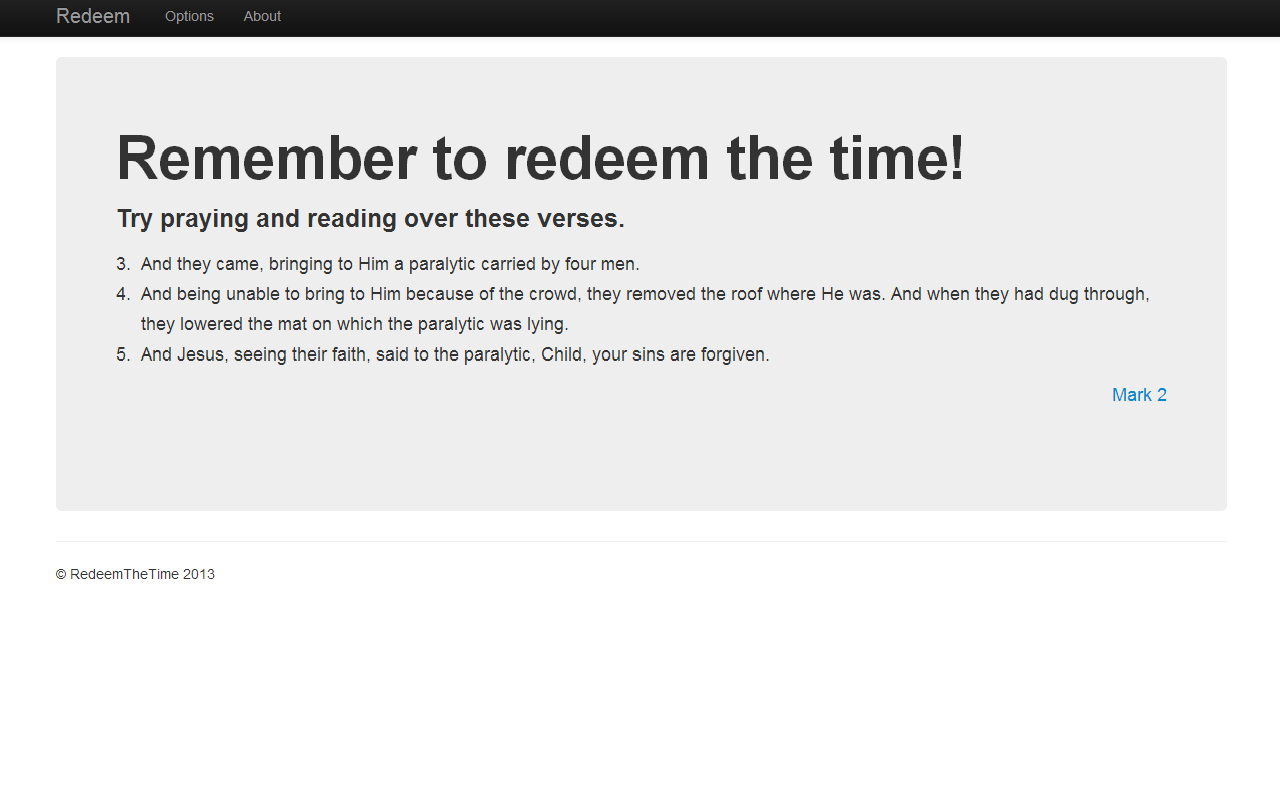 Redeem Options About
Remember to redeem the time!
Try praying and reading over these verses.
3. And they came, bringing to Him a paralytic carried by four men.
4. And being unable to bring to Him because of the crowd, they removed the roof where He was. And when they had dug through,
they lowered the mat on which the paralytic was lying.
5. And Jesus, seeing their faith, said to the paralytic, Child, your sins are forgiven.
Mark 2
© RedeemTheTime 2013